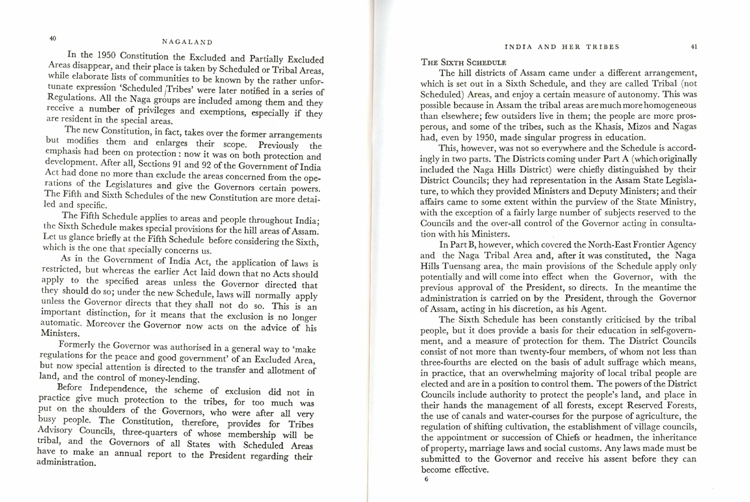 40
NAGALAND
In the 1950 Constitution the Excluded and Partially Excluded
Areas disappear, and their place is taken by Scheduled or Tribal Areas,
while elaborate lists of communities to be known by the rather unfor-
tunate expression ‘Scheduled Tribes’ were later notified in a series of
Regulations. All the Naga groups are included among them and they
receive a number of privileges and exemptions, especially if they
are resident in the special areas.
The new Constitution, in fact, takes over the former arrangements
but modifies them and enlarges their scope. Previously the
emphasis had been on protection : now it was on both protection and
development. After all, Sections 91 and 92 of the Government of India
Act had done no more than exclude the areas concerned from the ope-
rations of the Legislatures and give the Governors certain powers.
The Fifth and Sixth Schedules of the new Constitution are more detai-
led and specific.
The Fifth Schedule applies to areas and people throughout India;
the Sixth Schedule makes special provisions for the hill areas of Assam.
Let us glance briefly at the Fifth Schedule before considering the Sixth,
which is the one that specially concerns us.
As in the Government of India Act, the application of laws is
restricted, but whereas the earlier Act laid down that no Acts should
apply to the specified areas unless the Governor directed that
they should do so; under the new Schedule, laws will normally apply
unless the Governor directs that they shall not do so. This is an
important distinction, for it means that the exclusion is no longer
automatic. Moreover the Governor now acts on the advice of his
Ministers.
Formerly the Governor was authorised in a general way to ‘make
regulations for the peace and good government’ of an Excluded Area,
but now special attention is directed to the transfer and allotment of
land, and the control of money-lending.
Before Independence, the scheme of exclusion did not in
practice give much protection to the tribes, for too much was
put on the shoulders of the Governors, who were after all very
busy people. The Constitution, therefore, provides for Tribes
Advisory Councils, three-quarters of whose membership will be
tribal, and the Governors of all States with Scheduled Areas
have to make an annual report to the President regarding their
administration.
INDIA AND HER TRIBES
41
THE SIXTH SCHEDULE
The hill districts of Assam came under a different arrangement,
which is set out in a Sixth Schedule, and they are called Tribal (not
Scheduled) Areas, and enjoy a certain measure of autonomy. This was
possible because in Assam the tribal areas are much more homogeneous
than elsewhere; few outsiders live in them; the people are more pros-
perous, and some of the tribes, such as the Khasis, Mizos and Nagas
had, even by 1950, made singular progress in education.
This, however, was not so everywhere and the Schedule is accord-
ingly in two parts. The Districts coming under Part A (which originally
included the Naga Hills District) were chiefly distinguished by their
District Councils; they had representation in the Assam State Legisla-
ture, to which they provided Ministers and Deputy Ministers; and their
affairs came to some extent within the purview of the State Ministry,
with the exception of a fairly large number of subjects reserved to the
Councils and the over-all control of the Governor acting in consulta-
tion with his Ministers.
In Part B, however, which covered the North-East Frontier Agency
and the Naga Tribal Area and, after it was constituted, the Naga
Hills Tuensang area, the main provisions of the Schedule apply only
potentially and will come into effect when the Governor, with the
previous approval of the President, so directs. In the meantime the
administration is carried on by the President, through the Governor
of Assam, acting in his discretion, as his Agent.
The Sixth Schedule has been constantly criticised by the tribal
people, but it does provide a basis for their education in self-govern-
ment, and a measure of protection for them. The District Councils
consist of not more than twenty-four members, of whom not less than
three-fourths are elected on the basis of adult suffrage which means,
in practice, that an overwhelming majority of local tribal people are
elected and are in a position to control them. The powers of the District
Councils include authority to protect the people’s land, and place in
their hands the management of all forests, except Reserved Forests,
the use of canals and water-courses for the purpose of agriculture, the
regulation of shifting cultivation, the establishment of village councils,
the appointment or succession of Chiefs or headmen, the inheritance
of property, marriage laws and social customs. Any laws made must be
submitted to the Governor and receive his assent before they can
become effective.
6